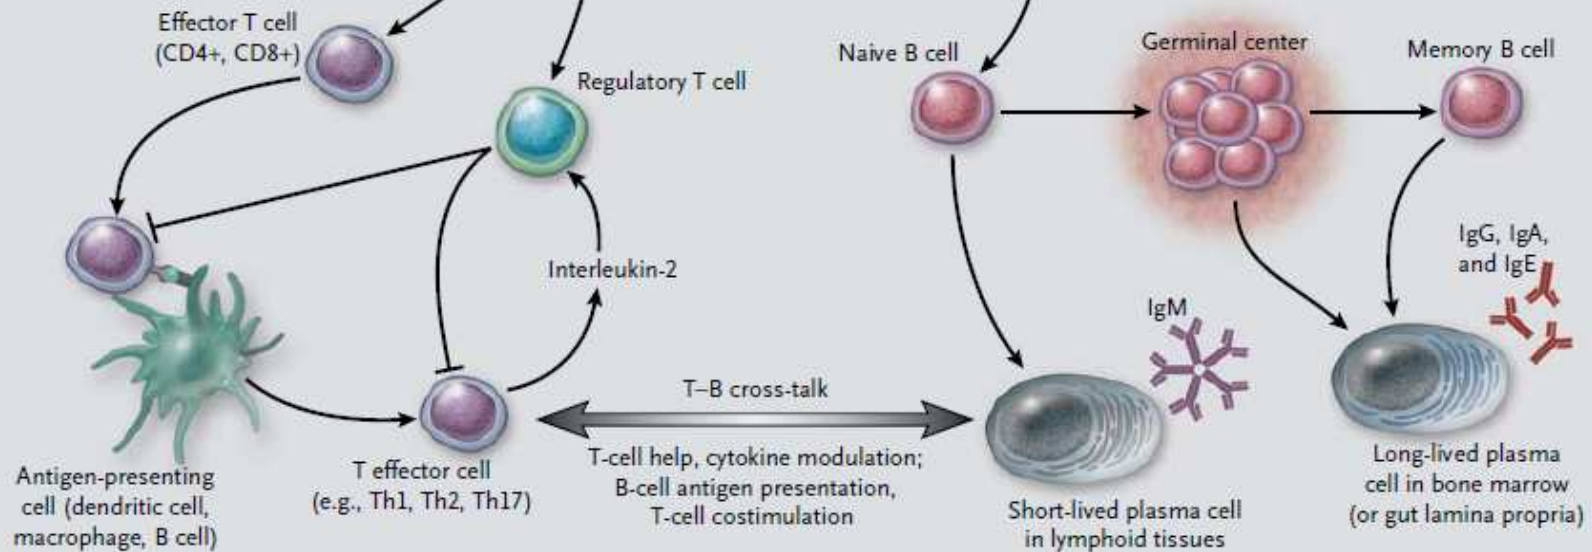 Effector T cell
(CD4+, CD8+)
Regulatory T cell
Naive B cell
Germinal center
Memory B cell
Interleukin-2
IgG, IgA,
and IgE
IgM
T–B cross-talk
T-cell help, cytokine modulation;
B-cell antigen presentation,
T-cell costimulation
Antigen-presenting
cell (dendritic cell,
macrophage, B cell)
T effector cell
(e.g., Th1, Th2, Th17)
Short-lived plasma cell
in lymphoid tissues
Long-lived plasma
cell in bone marrow
(or gut lamina propria)